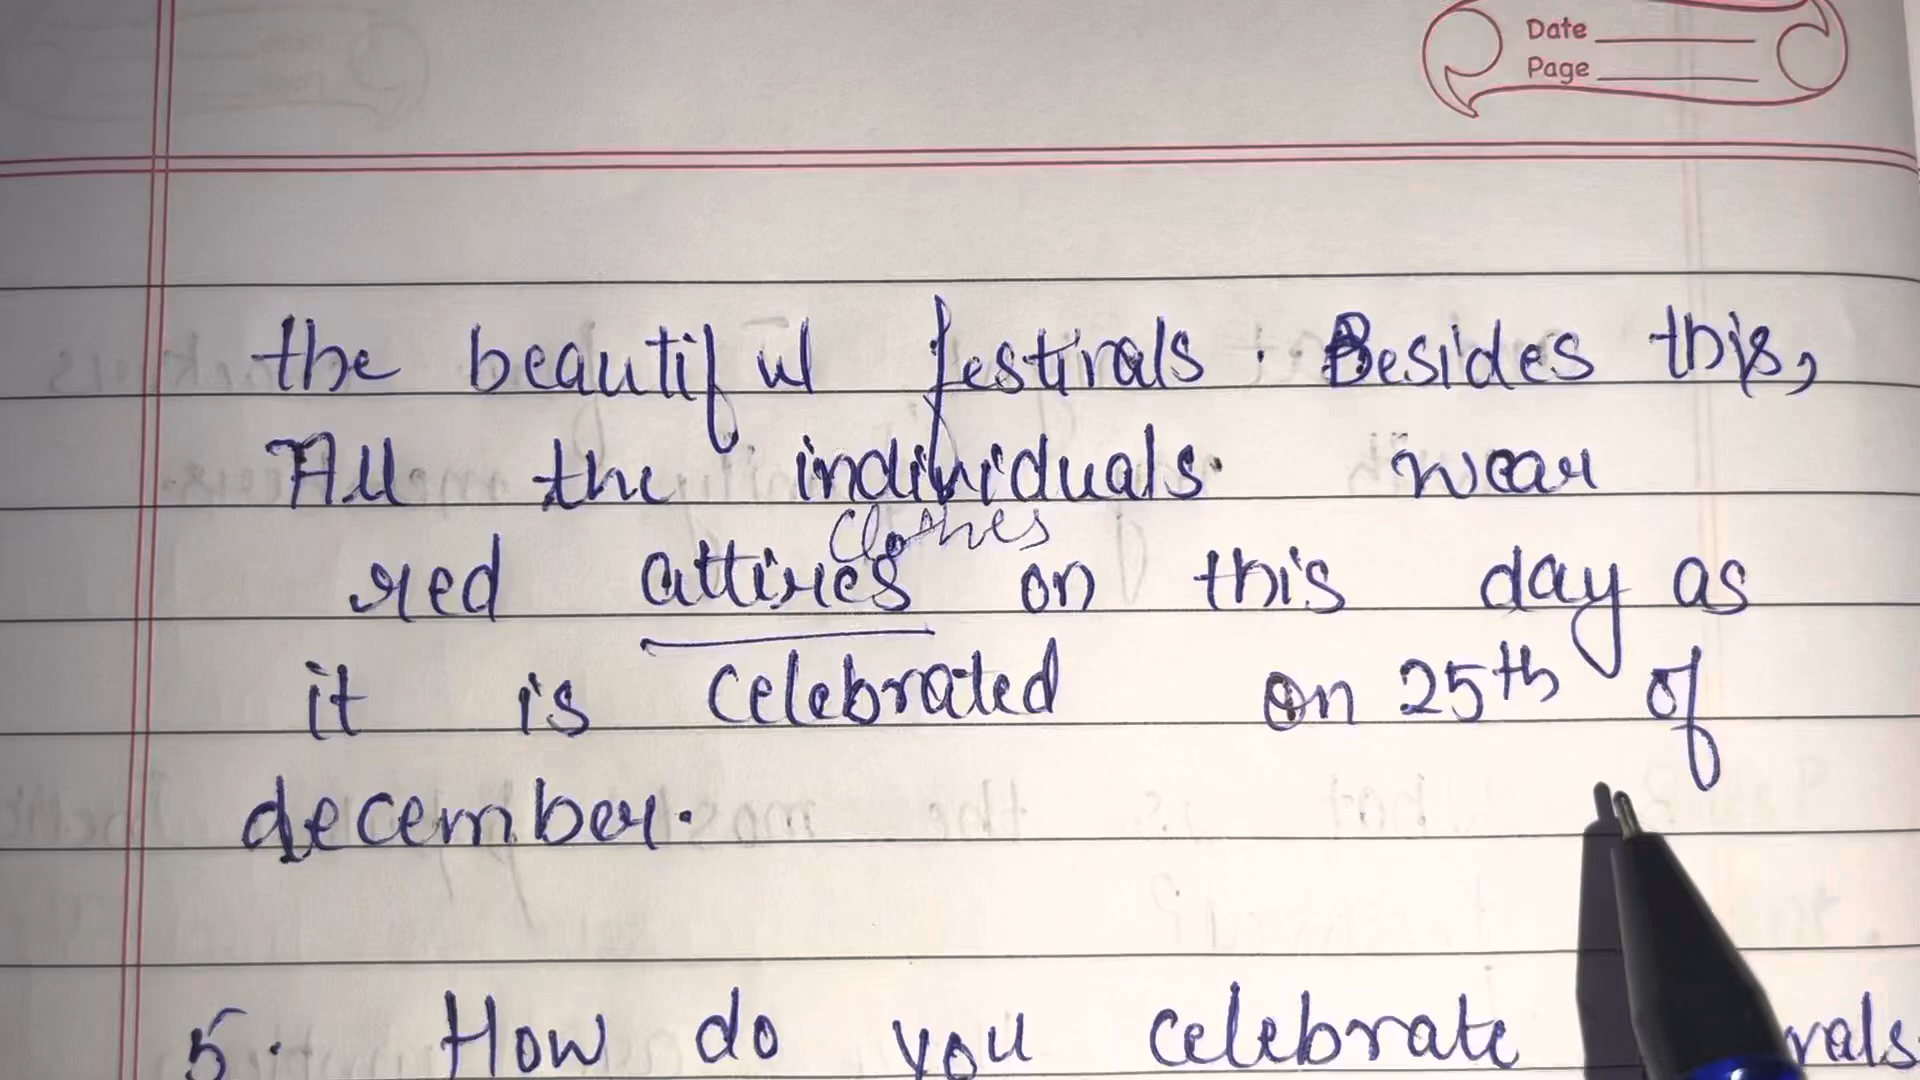 Date
Page
the beautiful festivals. Besides this,
All the individuals. wear
clothes
red attires on this day as
it is celebrated on 25th of
december.
5. How do you celebrate